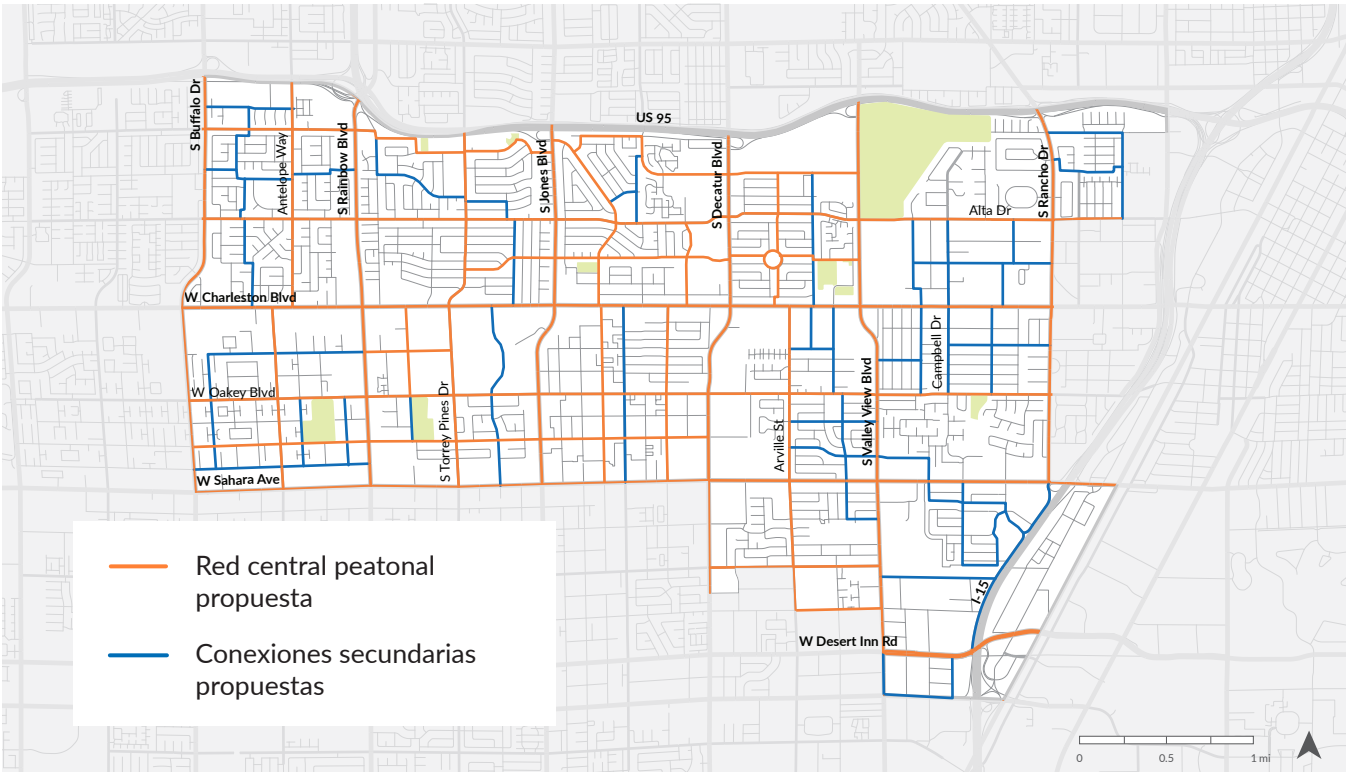 US 95
S Buffalo Dr
Antelope Way
S Rainbow Blvd
S Jones Blvd
S Decatur Blvd
S Rancho Dr
Alta Dr
W Charleston Blvd
W Oakey Blvd
S Torrey Pines Dr
Arville St
S Valley View Blvd
Campbell Dr
W Sahara Ave
I-15
W Desert Inn Rd
Red central peatonal
propuesta
Conexiones secundarias
propuestas
0 0.5 1 mi